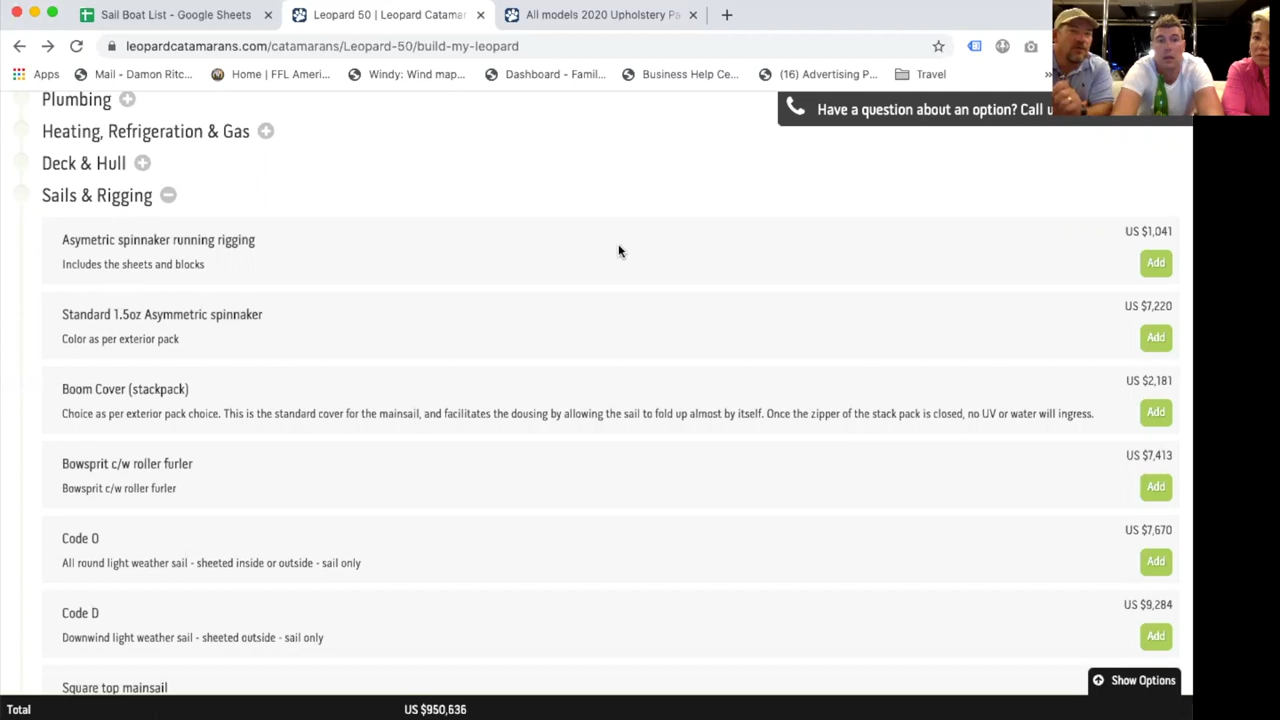 Sail Boat List - Google Sheets
Leopard 50 | Leopard Catamar
All models 2020 Upholstery Pa
leopardcatamarans.com/catamarans/Leopard-50/build-my-leopard
Apps
Mail - Damon Ritc...
Home | FFL Ameri...
Windy: Wind map...
Dashboard - Famil...
Business Help Ce...
(16) Advertising P...
Travel
»
Plumbing
Have a question about an option? Call u
Heating, Refrigeration & Gas
Deck & Hull
Sails & Rigging
Asymetric spinnaker running rigging
US $1,041
Includes the sheets and blocks
Add
Standard 1.5oz Asymmetric spinnaker
US $7,220
Color as per exterior pack
Add
Boom Cover (stackpack)
US $2,181
Choice as per exterior pack choice. This is the standard cover for the mainsail, and facilitates the dousing by allowing the sail to fold up almost by itself. Once the zipper of the stack pack is closed, no UV or water will ingress.
Add
Bowsprit c/w roller furler
US $7,413
Bowsprit c/w roller furler
Add
Code 0
US $7,670
All round light weather sail - sheeted inside or outside - sail only
Add
Code D
US $9,284
Downwind light weather sail - sheeted outside - sail only
Add
Square top mainsail
Show Options
Total
US $950,636